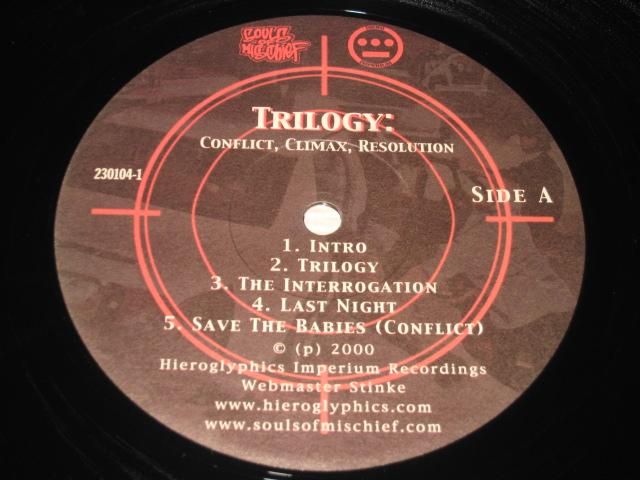 SOULS
OF
MISCHIEF
TRILOGY:
CONFLICT, CLIMAX, RESOLUTION
230104-1
SIDE A
1. INTRO
2. TRILOGY
3. THE INTERROGATION
4. LAST NIGHT
5. SAVE THE BABIES (CONFLICT)
© (p) 2000
Hieroglyphics Imperium Recordings
Webmaster Stinke
www.hieroglyphics.com
www.soulsofmischief.com